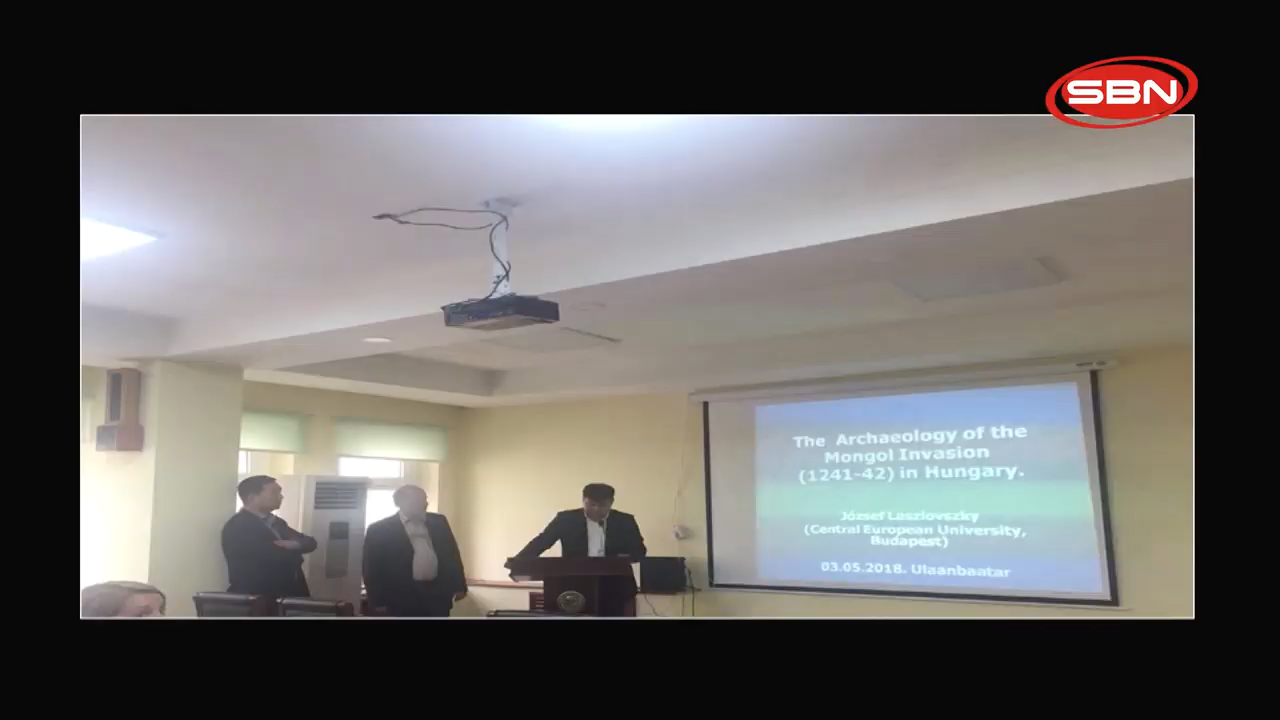 SBN
The Archaeology of the
Mongol Invasion
(1241-42) in Hungary.
József Laszlovszky
(Central European University,
Budapest)
03.05.2018. Ulaanbaatar